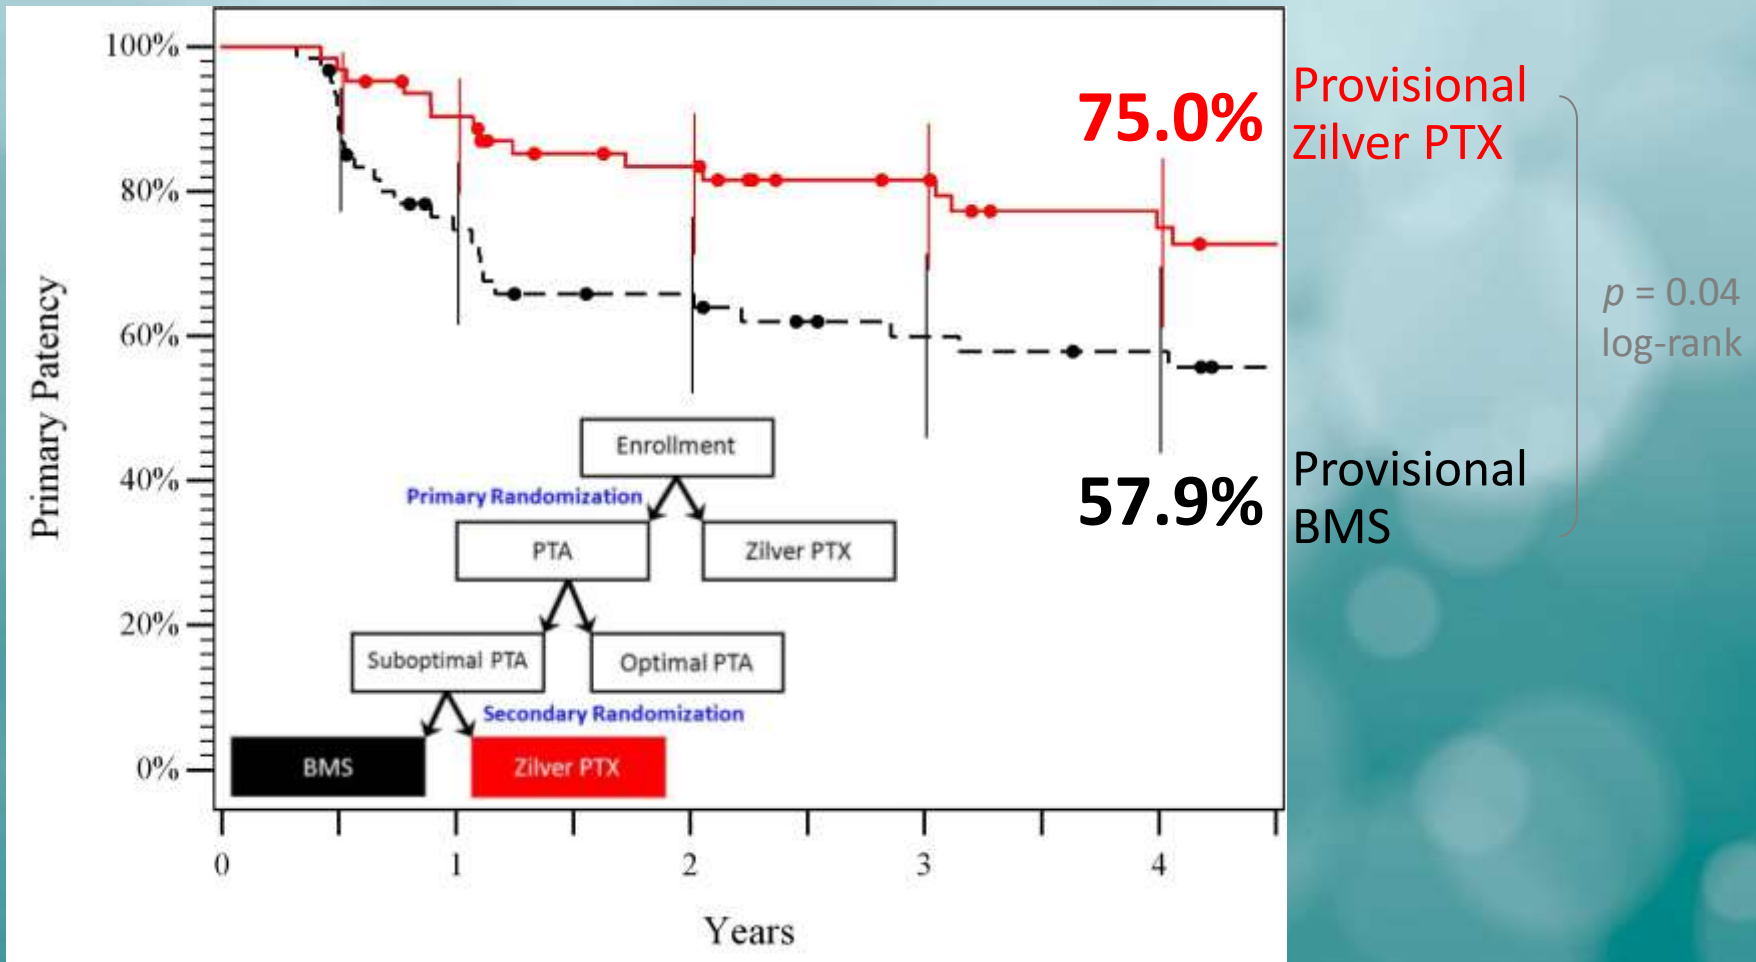 100%
80%
60%
40%
20%
0%
Primary Patency
0
1
2
3
4
Years
75.0%
Provisional
Zilver PTX
p = 0.04
log-rank
57.9%
Provisional
BMS
Enrollment
Primary Randomization
PTA
Zilver PTX
Suboptimal PTA
Optimal PTA
Secondary Randomization
BMS
Zilver PTX